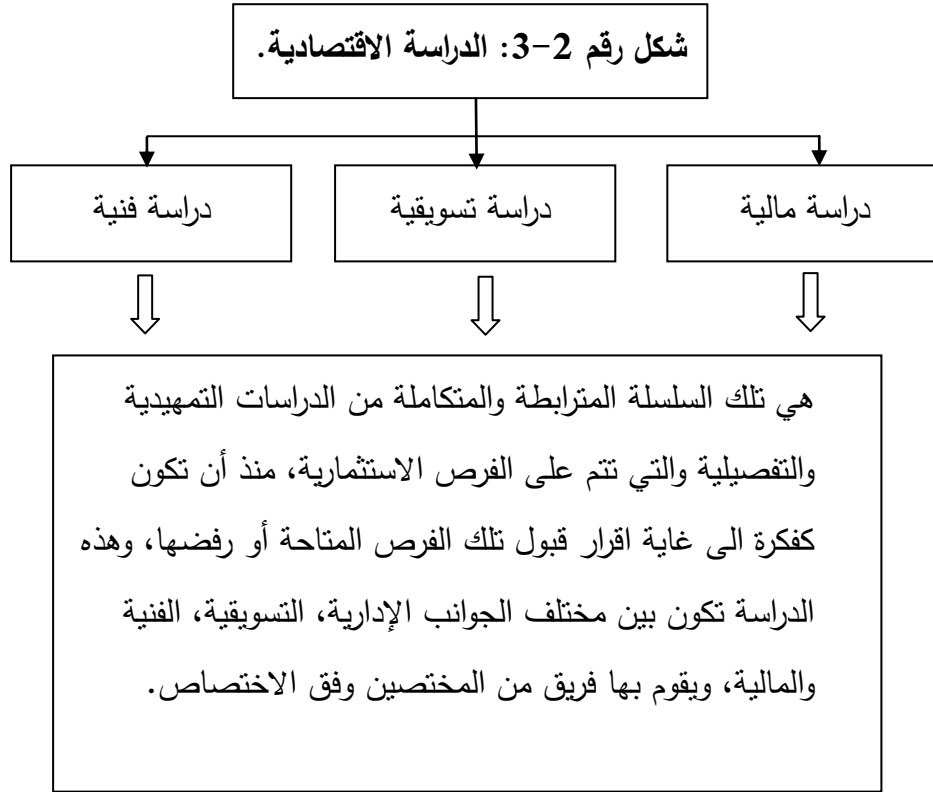 شكل رقم 2-3: الدراسة الاقتصادية.
دراسة مالية
دراسة تسويقية
دراسة فنية
هي تلك السلسلة المترابطة والمتكاملة من الدراسات التمهيدية
والتفصيلية والتي تتم على الفرص الاستثمارية، منذ أن تكون
كفكرة الى غاية اقرار قبول تلك الفرص المتاحة أو رفضها، وهذه
الدراسة تكون بين مختلف الجوانب الإدارية، التسويقية، الفنية
والمالية، ويقوم بها فريق من المختصين وفق الاختصاص.